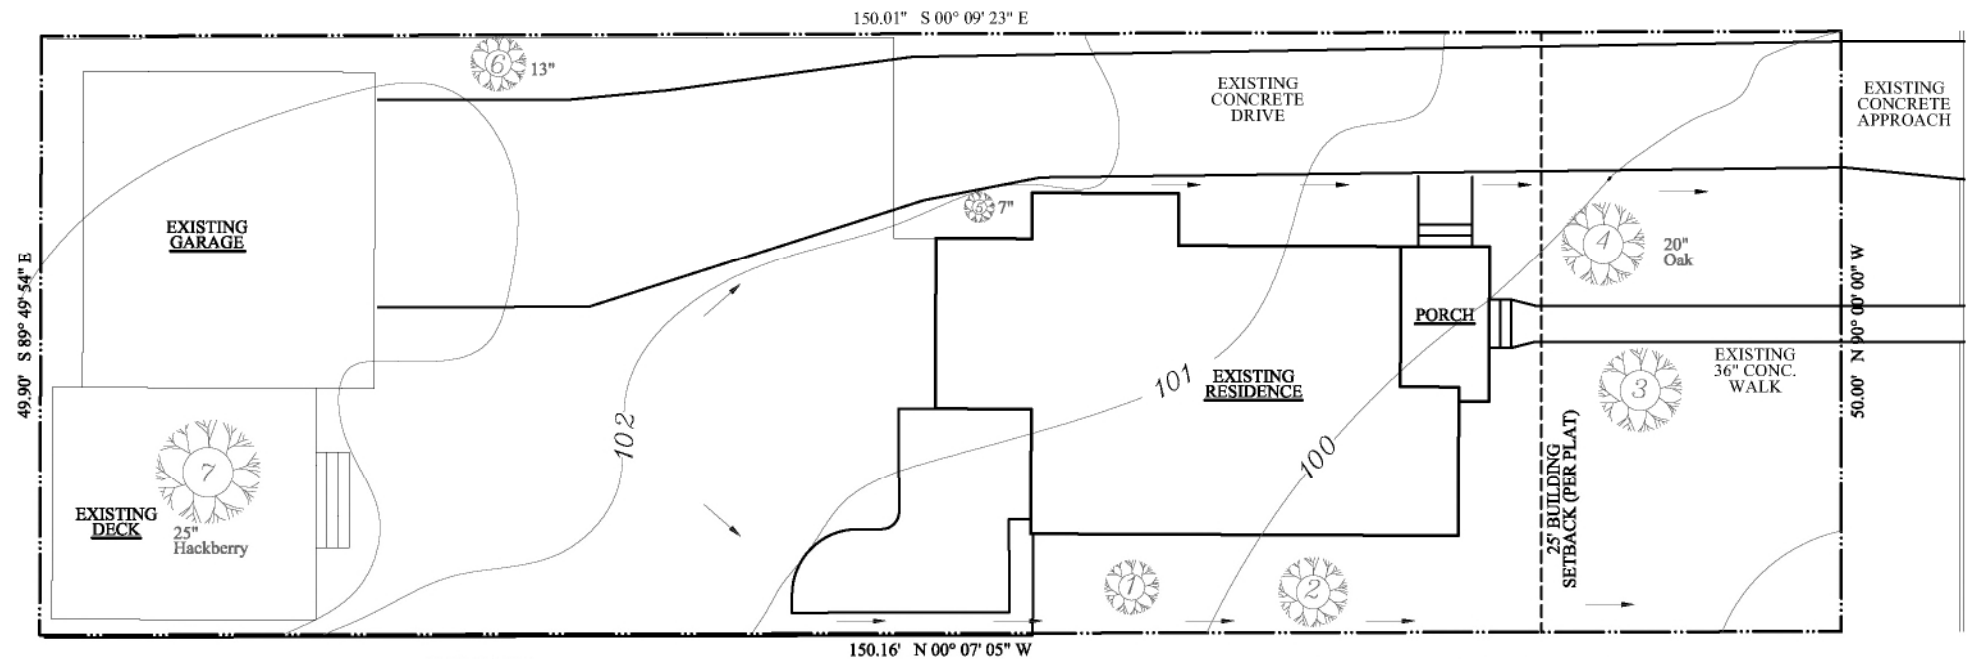 150.01" S 00° 09' 23" E
6
13"
EXISTING
CONCRETE
DRIVE
EXISTING
CONCRETE
APPROACH
EXISTING
GARAGE
5
7"
4
20"
Oak
49.90' S 89° 49' 54" E
PORCH
50.00' N 90° 00' 00" W
EXISTING
36" CONC.
WALK
3
101
EXISTING
RESIDENCE
102
100
25' BUILDING
SETBACK (PER PLAT)
7
EXISTING
DECK
25"
Hackberry
1
2
150.16' N 00° 07' 05" W